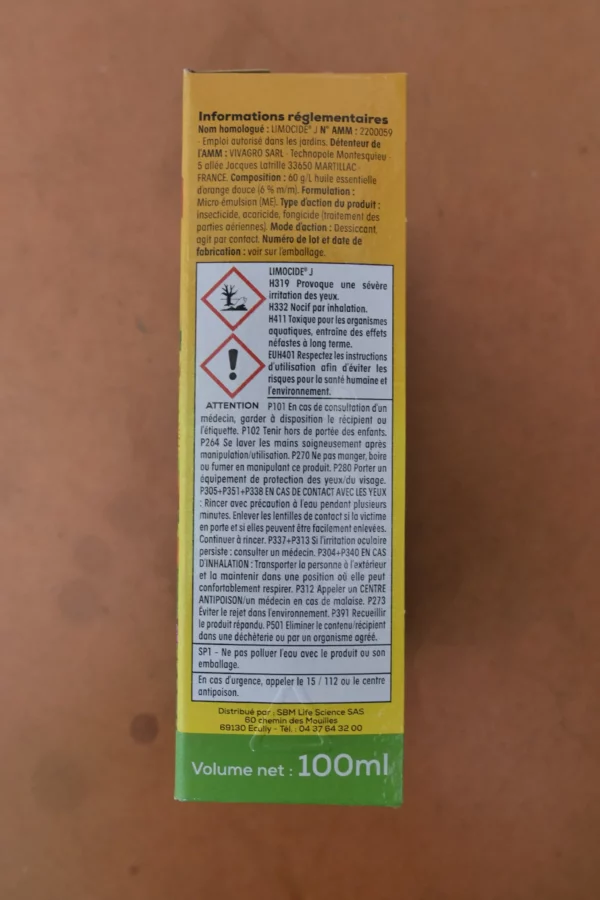 Informations réglementaires
Nom homologué : LIMOCIDE® J N° AMM : 2200059
- Emploi autorisé dans les jardins. Détenteur de
l'AMM : VIVAGRO SARL - Technopole Montesquieu -
5 allée Jacques Latrille 33650 MARTILLAC -
FRANCE. Composition : 60 g/L huile essentielle
d'orange douce (6 % m/m). Formulation :
Micro-émulsion (ME). Type d'action du produit :
insecticide, acaricide, fongicide (traitement des
parties aériennes). Mode d'action : Dessiccant,
agit par contact. Numéro de lot et date de
fabrication : voir sur l'emballage.
LIMOCIDE® J
H319 Provoque une sévère
irritation des yeux.
H332 Nocif par inhalation.
H411 Toxique pour les organismes
aquatiques, entraîne des effets
néfastes à long terme.
EUH401 Respectez les instructions
d'utilisation afin d'éviter les
risques pour la santé humaine et
l'environnement.
ATTENTION P101 En cas de consultation d'un
médecin, garder à disposition le récipient ou
l'étiquette. P102 Tenir hors de portée des enfants.
P264 Se laver les mains soigneusement après
manipulation/utilisation. P270 Ne pas manger, boire
ou fumer en manipulant ce produit. P280 Porter un
équipement de protection des yeux/du visage.
P305+P351+P338 EN CAS DE CONTACT AVEC LES YEUX
: Rincer avec précaution à l'eau pendant plusieurs
minutes. Enlever les lentilles de contact si la victime
en porte et si elles peuvent être facilement enlevées.
Continuer à rincer. P337+P313 Si l'irritation oculaire
persiste : consulter un médecin. P304+P340 EN CAS
D'INHALATION : Transporter la personne à l'extérieur
et la maintenir dans une position où elle peut
confortablement respirer. P312 Appeler un CENTRE
ANTIPOISON/un médecin en cas de malaise. P273
Éviter le rejet dans l'environnement. P391 Recueillir
le produit répandu. P501 Eliminer le contenu/récipient
dans une déchèterie ou par un organisme agréé.
SP1 - Ne pas polluer l'eau avec le produit ou son
emballage.
En cas d'urgence, appeler le 15 / 112 ou le centre
antipoison.
Distribué par : SBM Life Science SAS
60 chemin des Mouilles
69130 Ecully - Tél. : 04 37 64 32 00
Volume net : 100ml